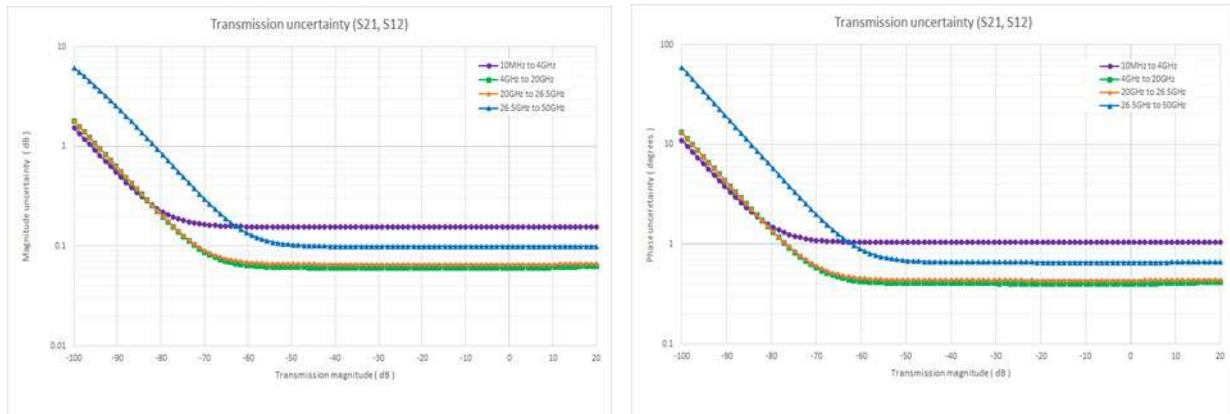 Transmission uncertainty (S21, S12)
10
1
0.1
0.01
Magnitude uncertainty ( dB )
10MHz to 4GHz
4GHz to 20GHz
20GHz to 26.5GHz
26.5GHz to 50GHz
-100 -90 -80 -70 -60 -50 -40 -30 -20 -10 0 10 20
Transmission magnitude ( dB )
Transmission uncertainty (S21, S12)
100
10
1
0.1
Phase uncertainty ( degrees )
10MHz to 4GHz
4GHz to 20GHz
20GHz to 26.5GHz
26.5GHz to 50GHz
-100 -90 -80 -70 -60 -50 -40 -30 -20 -10 0 10 20
Transmission magnitude ( dB )